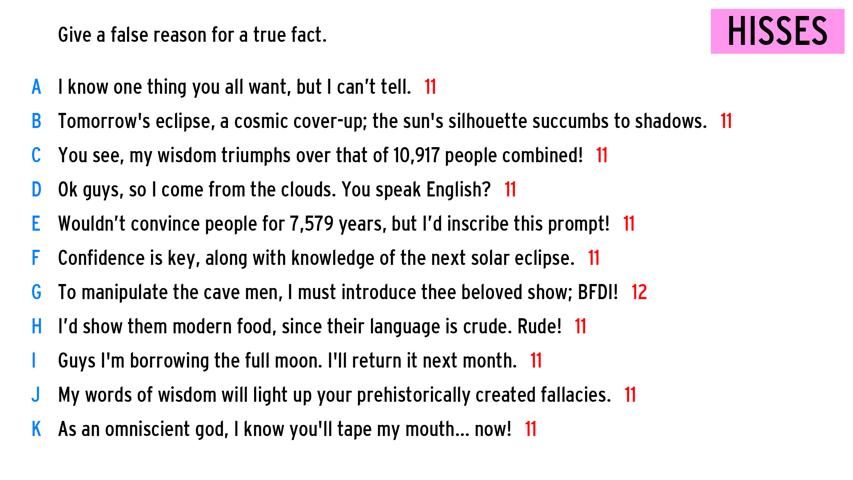 Give a false reason for a true fact.
HISSES
A I know one thing you all want, but I can't tell. 11
B Tomorrow's eclipse, a cosmic cover-up; the sun's silhouette succumbs to shadows. 11
C You see, my wisdom triumphs over that of 10,917 people combined! 11
D Ok guys, so I come from the clouds. You speak English? 11
E Wouldn't convince people for 7,579 years, but I'd inscribe this prompt! 11
F Confidence is key, along with knowledge of the next solar eclipse. 11
G To manipulate the cave men, I must introduce thee beloved show; BFDI! 12
H I'd show them modern food, since their language is crude. Rude! 11
I Guys I'm borrowing the full moon. I'll return it next month. 11
J My words of wisdom will light up your prehistorically created fallacies. 11
K As an omniscient god, I know you'll tape my mouth... now! 11